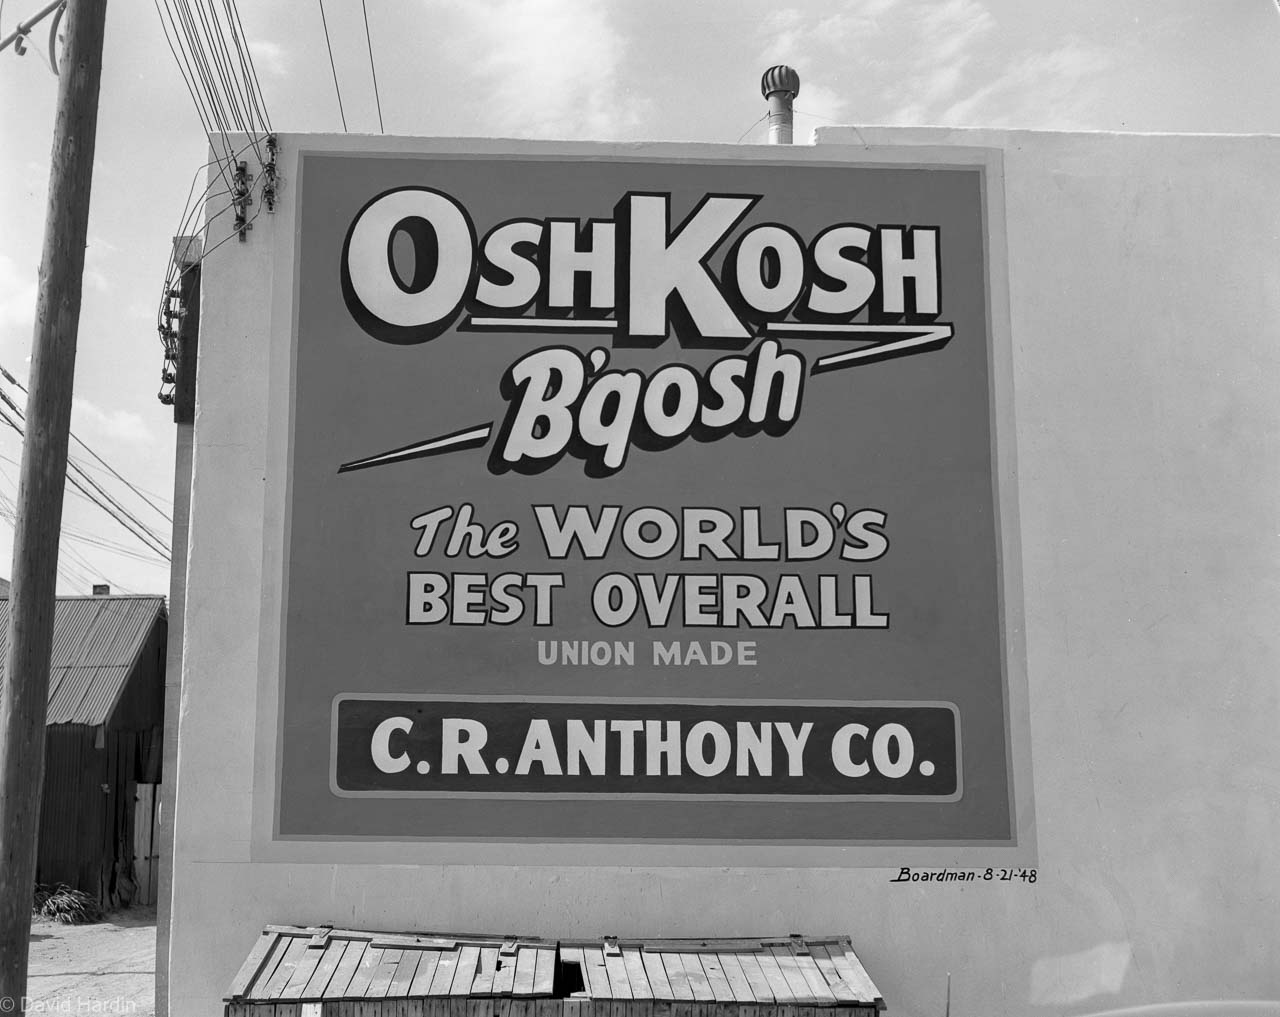 OSHKOSH
B'gosh
The WORLD'S
BEST OVERALL
UNION MADE
C.R. ANTHONY CO.
Boardman-8-21-'48
© David Hardin